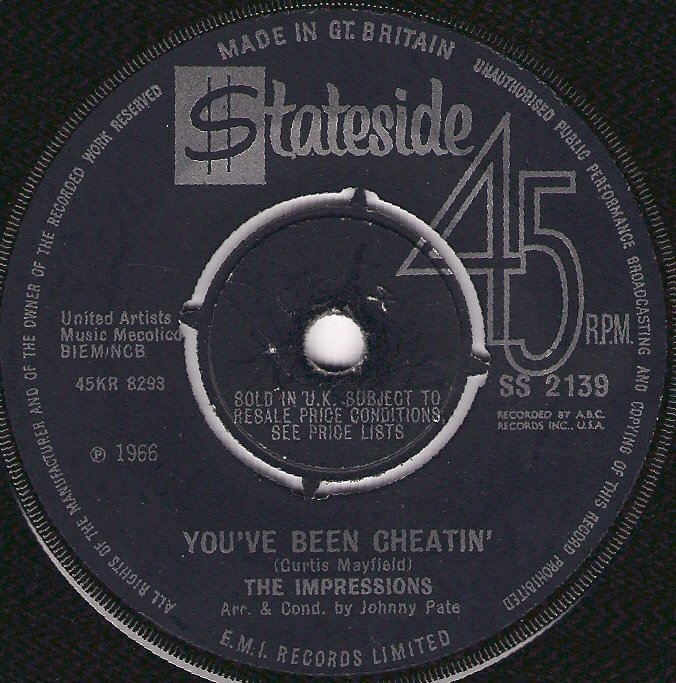 MADE IN GT. BRITAIN
UNAUTHORISED PUBLIC PERFORMANCE BROADCASTING AND COPYING OF THIS RECORD PROHIBITED
ALL RIGHTS OF THE MANUFACTURER AND OF THE OWNER OF THE RECORDED WORK RESERVED
$tateside
45 R.P.M.
United Artists
Music Mecolico
BIEM/NCB
45KR 8293
℗ 1966
SOLD IN U.K. SUBJECT TO
RESALE PRICE CONDITIONS,
SEE PRICE LISTS
SS 2139
RECORDED BY A.B.C.
RECORDS INC., U.S.A.
YOU'VE BEEN CHEATIN'
(Curtis Mayfield)
THE IMPRESSIONS
Arr. & Cond. by Johnny Pate
E.M.I. RECORDS LIMITED